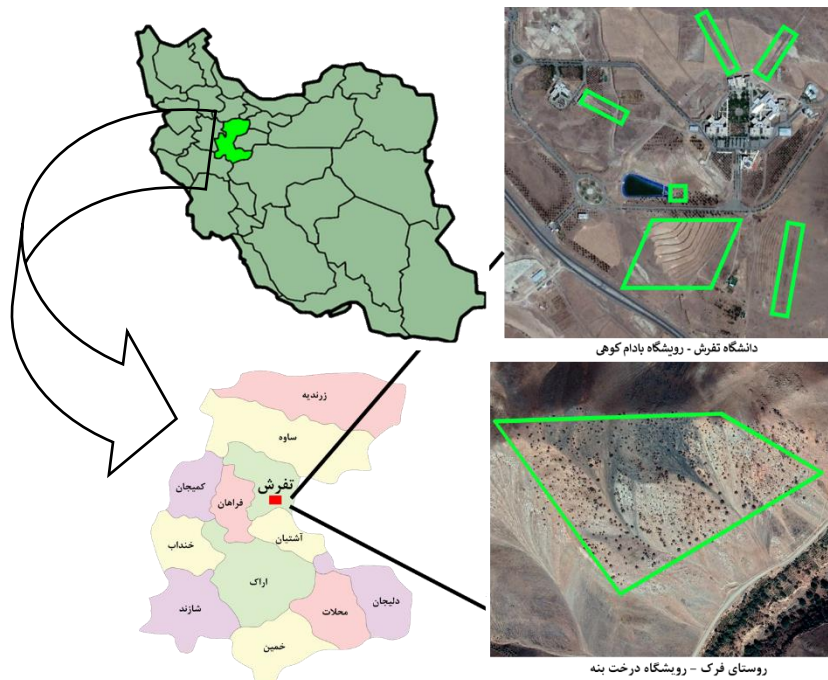 دانشگاه تفرش - رویشگاه بادام کوهی
زرندیه
ساوه
تفرش
کمیجان
فراهان
آشتیان
خنداب
اراک
دلیجان
محلات
شازند
خمین
روستای فرک - رویشگاه درخت بنه